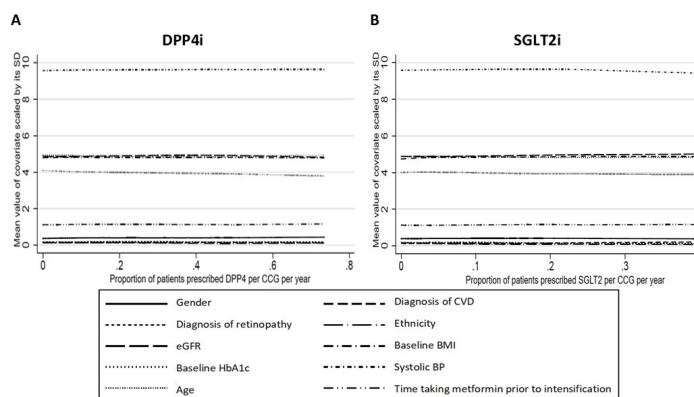 A
B
DPP4i
SGLT2i
Mean value of covariate scaled by its SD
10
8
6
4
2
0
0
.2
.4
.6
.8
Proportion of patients prescribed DPP4 per CCG per year
Mean value of covariate scaled by its SD
10
8
6
4
2
0
0
.1
.2
.3
Proportion of patients prescribed SGLT2 per CCG per year
Gender
Diagnosis of retinopathy
eGFR
Baseline HbA1c
Age
Diagnosis of CVD
Ethnicity
Baseline BMI
Systolic BP
Time taking metformin prior to intensification